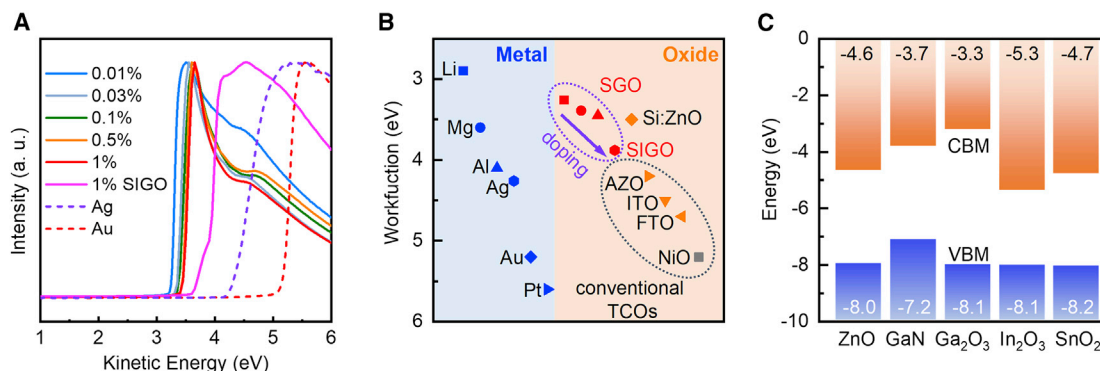 A
Intensity (a. u.)
0.01%
0.03%
0.1%
0.5%
1%
1% SIGO
Ag
Au
1 2 3 4 5 6
Kinetic Energy (eV)
B
Workfuction (eV)
3
4
5
6
Metal
Oxide
Li
Mg
Al
Ag
Au
Pt
SGO
Si:ZnO
doping
SIGO
AZO
ITO
FTO
NiO
conventional
TCOs
C
Energy (eV)
0
-2
-4
-6
-8
-10
-4.6 -3.7 -3.3 -5.3 -4.7
CBM
VBM
-8.0 -7.2 -8.1 -8.1 -8.2
ZnO GaN Ga₂O₃ In₂O₃ SnO₂